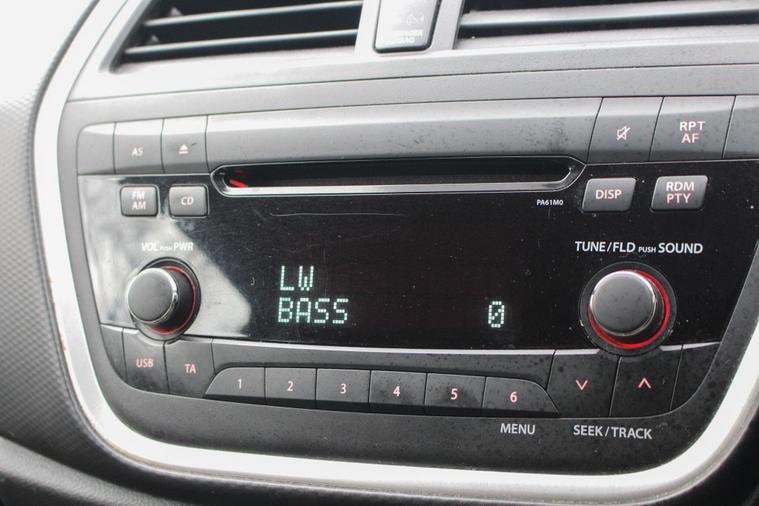 AS
RPT
AF
FM
AM
CD
DISP
RDM
PTY
PA61M0
VOL PUSH PWR
TUNE/FLD PUSH SOUND
LW
BASS 0
USB
TA
1 2 3 4 5 6
MENU
SEEK/TRACK